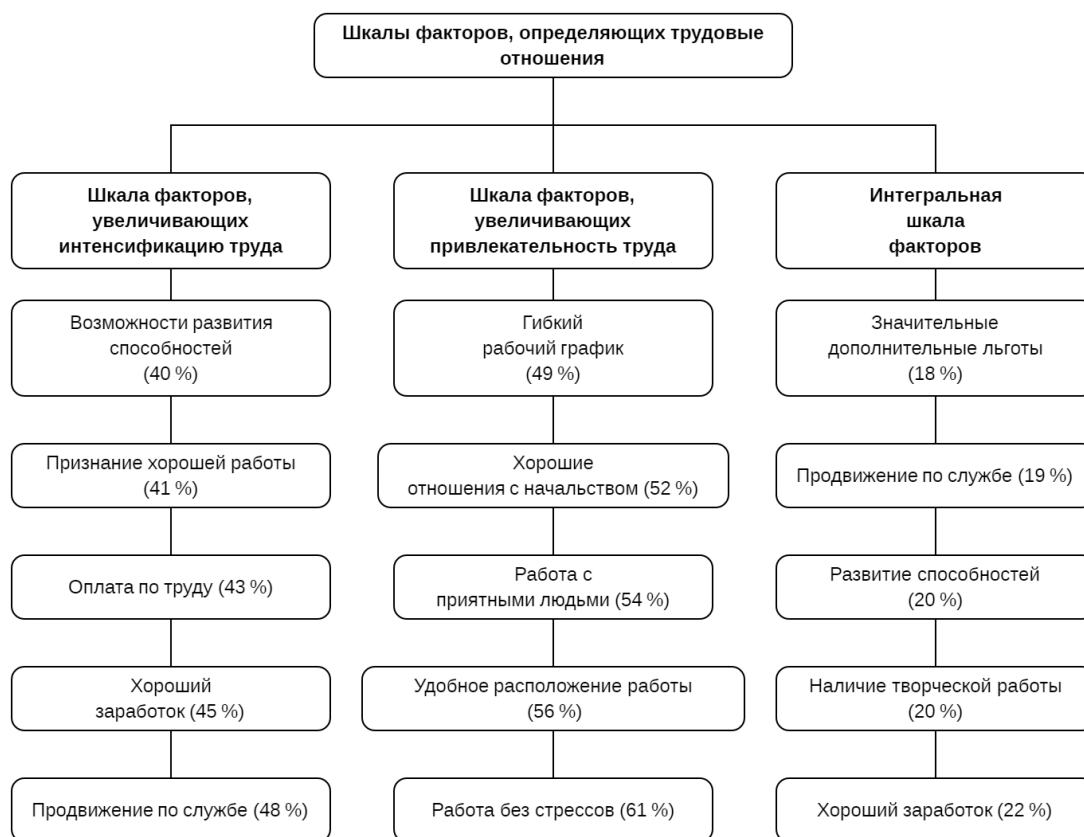 Шкалы факторов, определяющих трудовые
отношения
Шкала факторов,
увеличивающих
интенсификацию труда
Возможности развития
способностей
(40 %)
Признание хорошей работы
(41 %)
Оплата по труду (43 %)
Хороший
заработок (45 %)
Продвижение по службе (48 %)
Шкала факторов,
увеличивающих
привлекательность труда
Гибкий
рабочий график
(49 %)
Хорошие
отношения с начальством (52 %)
Работа с
приятными людьми (54 %)
Удобное расположение работы
(56 %)
Работа без стрессов (61 %)
Интегральная
шкала
факторов
Значительные
дополнительные льготы
(18 %)
Продвижение по службе (19 %)
Развитие способностей
(20 %)
Наличие творческой работы
(20 %)
Хороший заработок (22 %)